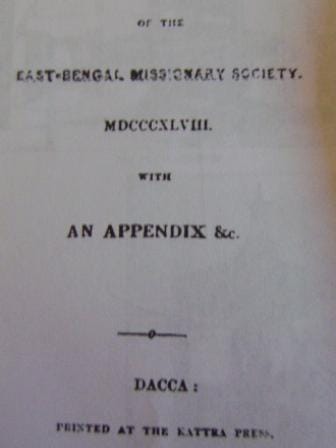 OF THE
EAST-BENGAL MISSIONARY SOCIETY.
MDCCCXLVIII.
WITH
AN APPENDIX &c.
DACCA:
PRINTED AT THE KATTRA PRESS.